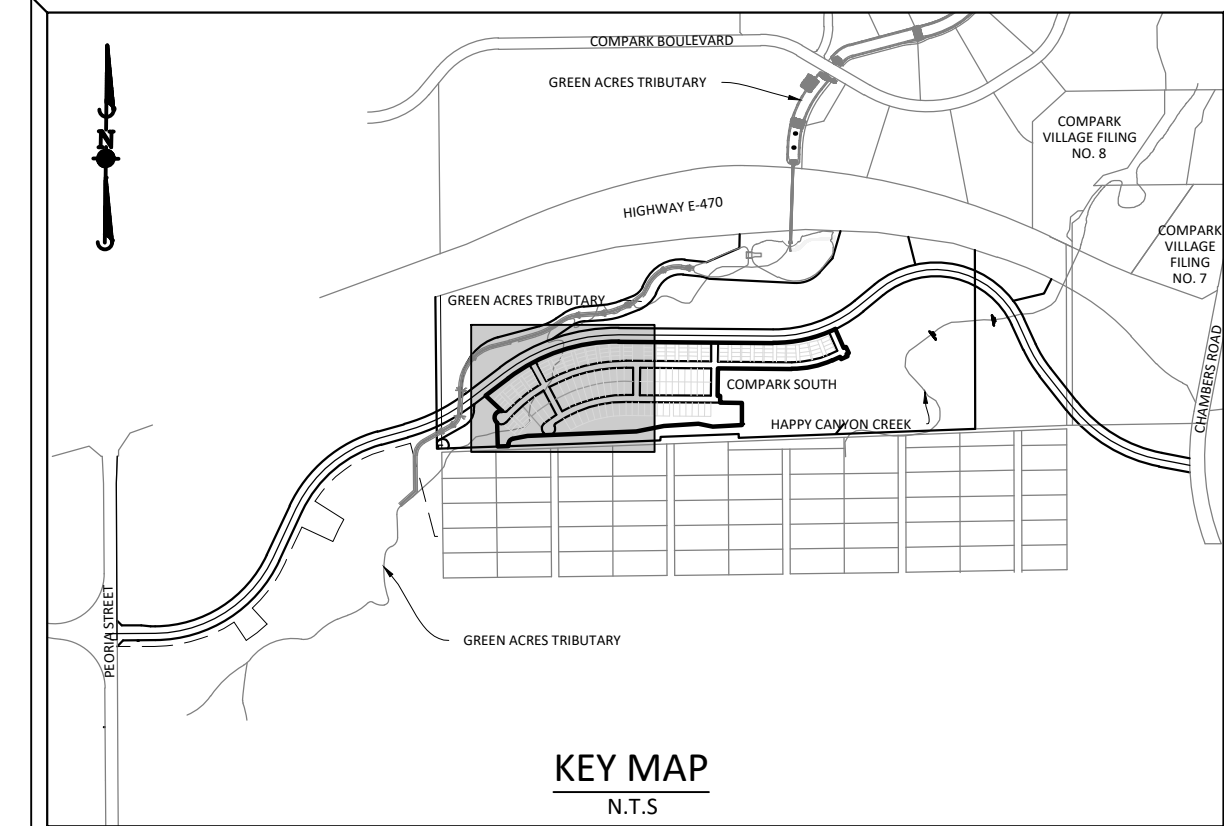 COMPARK BOULEVARD
GREEN ACRES TRIBUTARY
N
COMPARK
VILLAGE FILING
NO. 8
HIGHWAY E-470
COMPARK
VILLAGE
FILING
NO. 7
GREEN ACRES TRIBUTARY
COMPARK SOUTH
HAPPY CANYON CREEK
CHAMBERS ROAD
PEORIA STREET
GREEN ACRES TRIBUTARY
KEY MAP
N.T.S